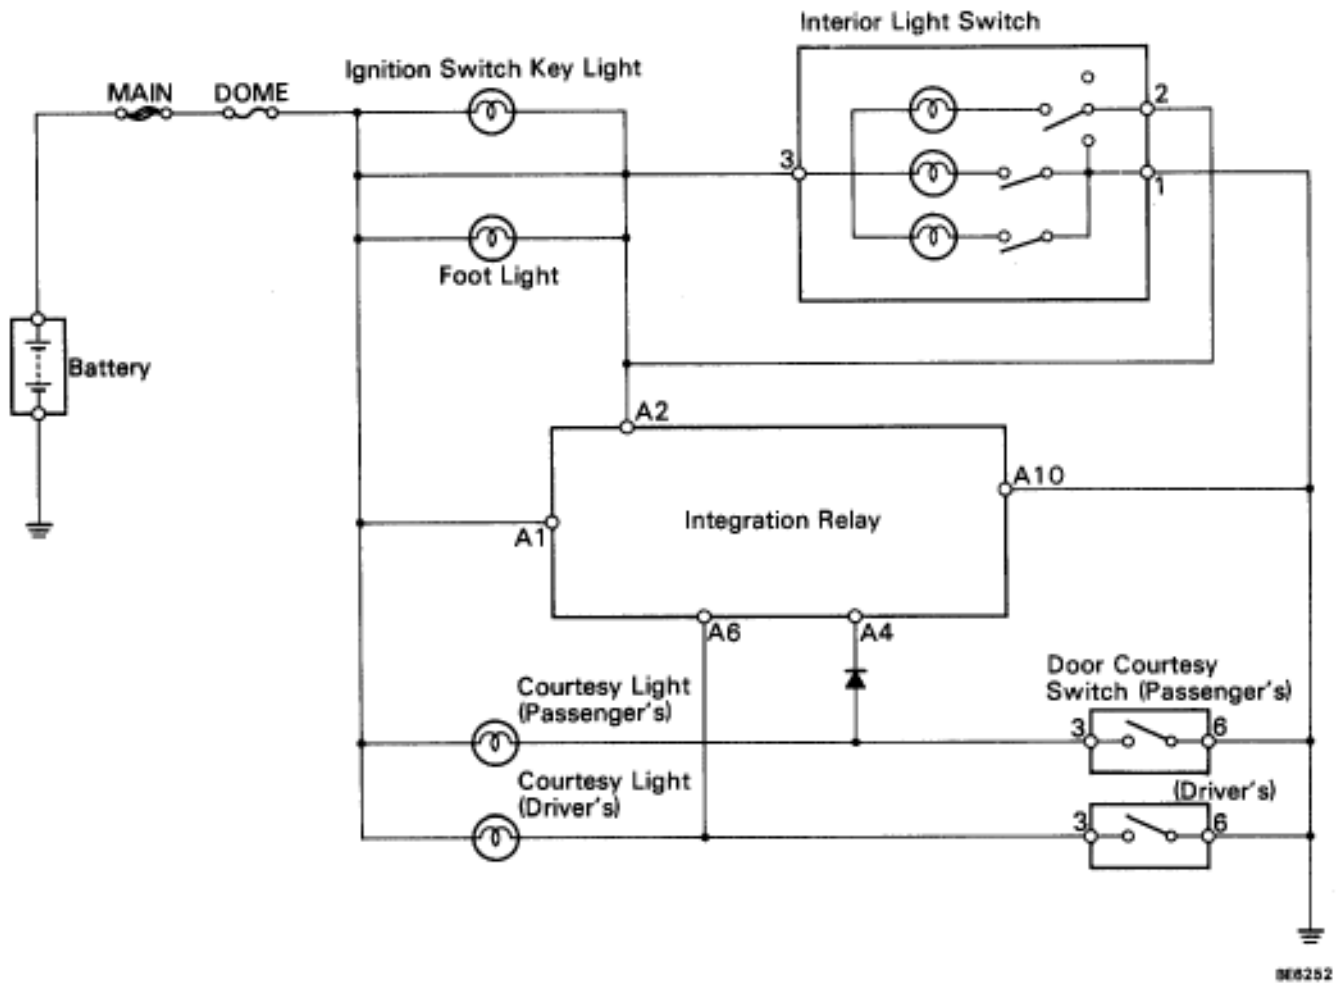 Interior Light Switch
Ignition Switch Key Light
MAIN
DOME
2
3
1
Foot Light
Battery
A2
A10
Integration Relay
A1
A6
A4
Door Courtesy
Switch (Passenger's)
Courtesy Light
(Passenger's)
3
6
Courtesy Light
(Driver's)
(Driver's)
3
6
BE6252